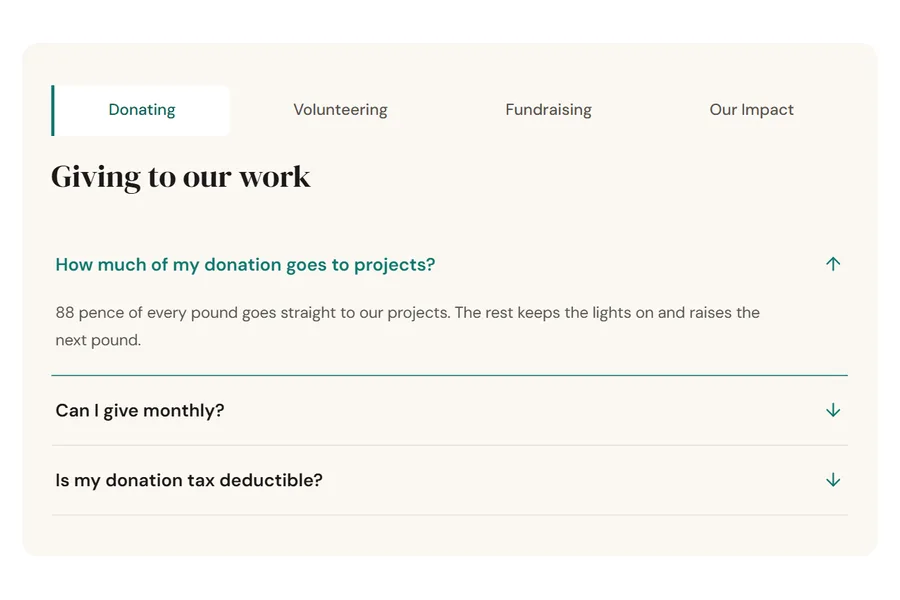 Donating
Volunteering
Fundraising
Our Impact
Giving to our work
How much of my donation goes to projects?
88 pence of every pound goes straight to our projects. The rest keeps the lights on and raises the
next pound.
Can I give monthly?
Is my donation tax deductible?